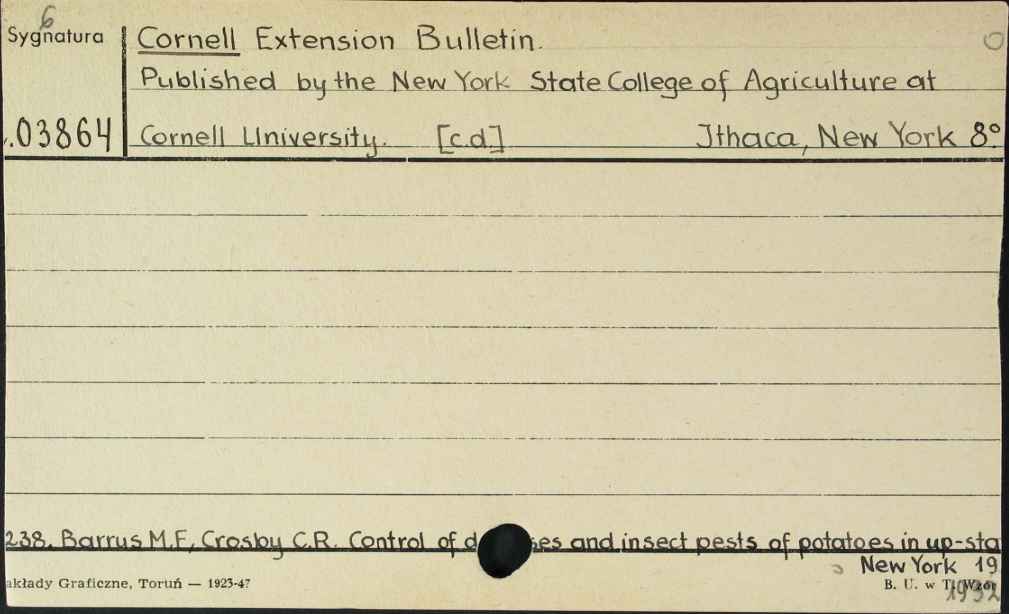 6
Sygnatura
Cornell Extension Bulletin.
Published by the New York State College of Agriculture at
.03864
Cornell University. [c.d.] Ithaca, New York 8°.
238. Barrus M.F, Crosby C.R. Control of d ses and insect pests of potatoes in up-sta
New York 19
1932
akłady Graficzne, Toruń — 1923-47
B. U. w T.